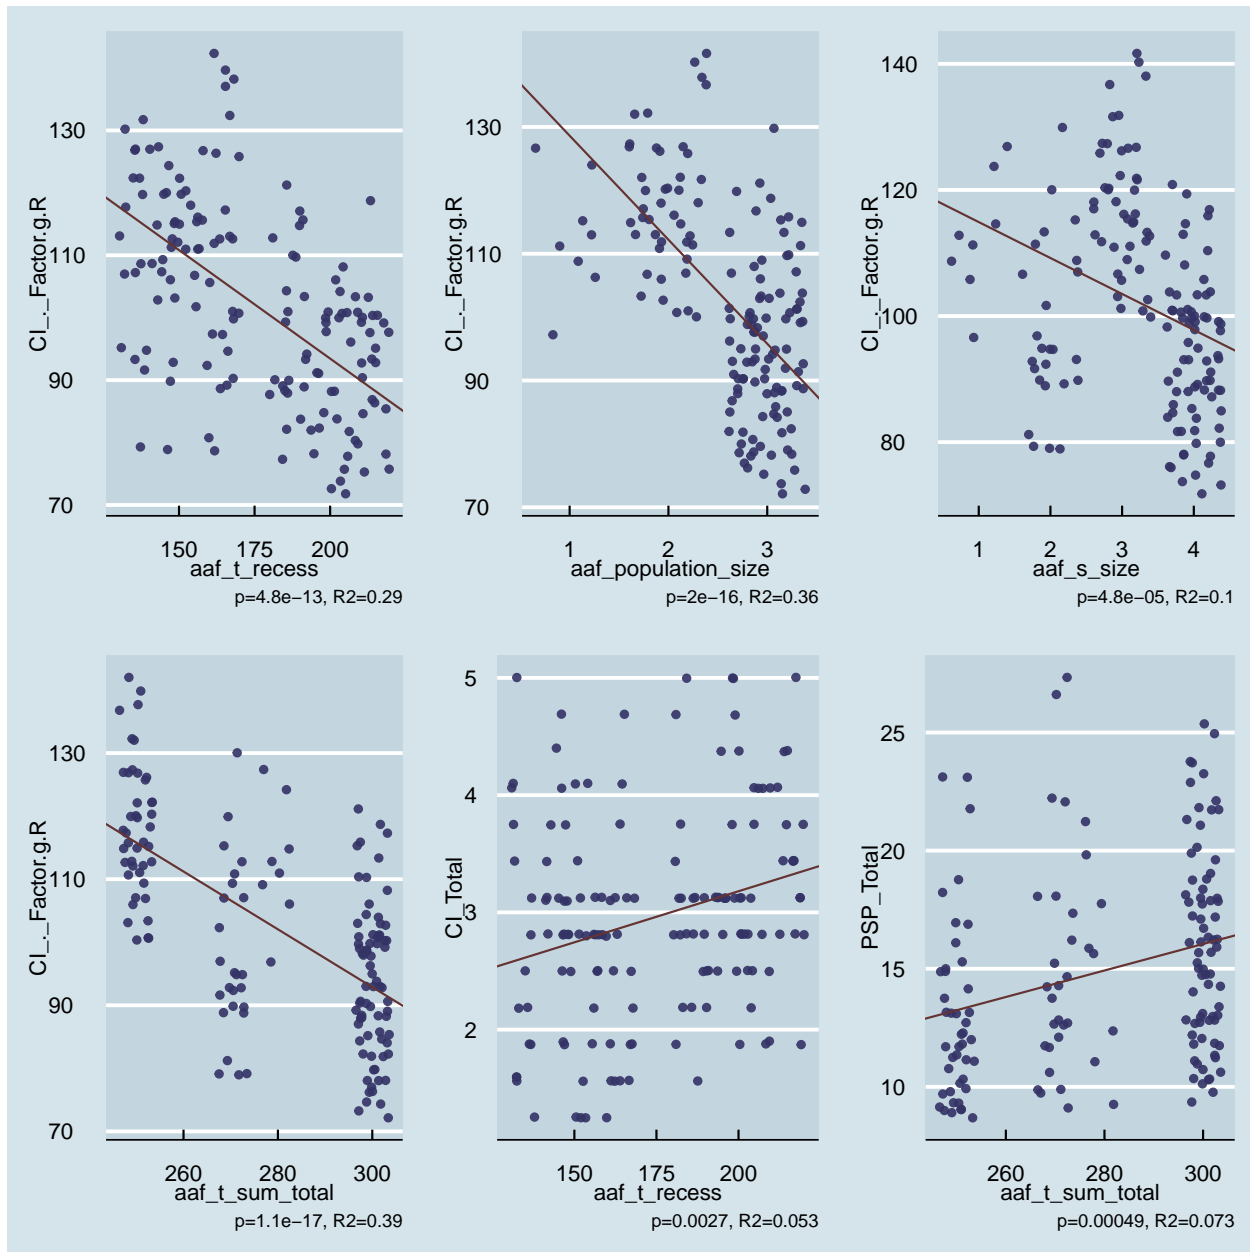 CI_._Factor.g.R
130
110
90
70
150 175 200
aaf_t_recess
p=4.8e−13, R2=0.29
CI_._Factor.g.R
130
110
90
70
1 2 3
aaf_population_size
p=2e−16, R2=0.36
CI_._Factor.g.R
140
120
100
80
1 2 3 4
aaf_s_size
p=4.8e−05, R2=0.1
CI_._Factor.g.R
130
110
90
70
260 280 300
aaf_t_sum_total
p=1.1e−17, R2=0.39
CI_Total
5
4
3
2
150 175 200
aaf_t_recess
p=0.0027, R2=0.053
PSP_Total
25
20
15
10
260 280 300
aaf_t_sum_total
p=0.00049, R2=0.073